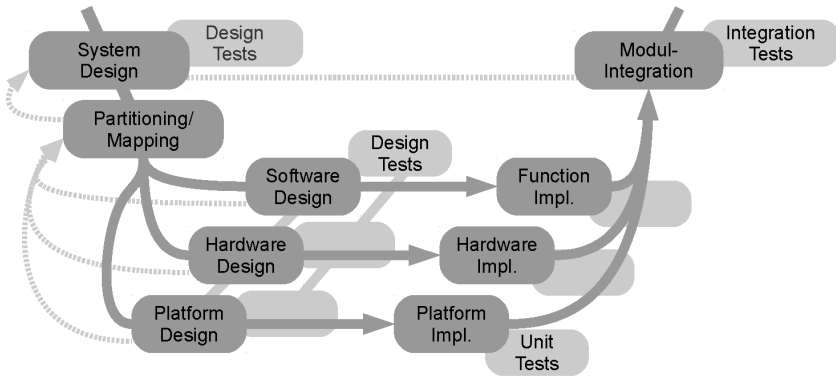 System
Design
Design
Tests
Modul-
Integration
Integration
Tests
Partitioning/
Mapping
Design
Tests
Software
Design
Function
Impl.
Hardware
Design
Hardware
Impl.
Platform
Design
Platform
Impl.
Unit
Tests